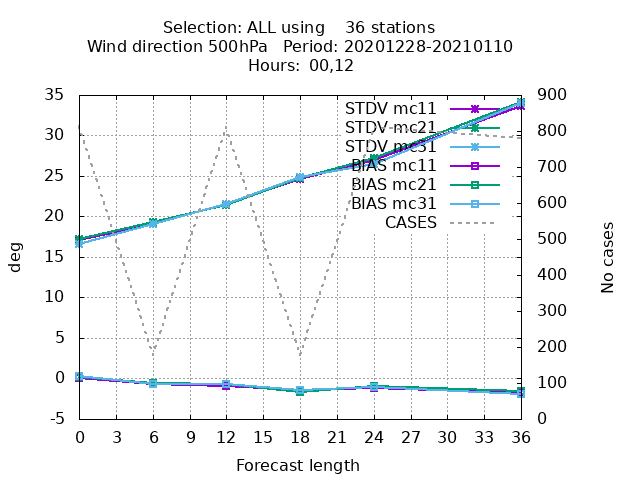 Selection: ALL using 36 stations
Wind direction 500hPa Period: 20201228-20210110
Hours: 00,12
35 900
STDV mc11
30 STDV mc21 800
STDV mc31
25 BIAS mc11 700
BIAS mc21
20 BIAS mc31 600
CASES
15 500
10 400
5 300
0 200
-5 100
0
deg
No cases
0 3 6 9 12 15 18 21 24 27 30 33 36
Forecast length